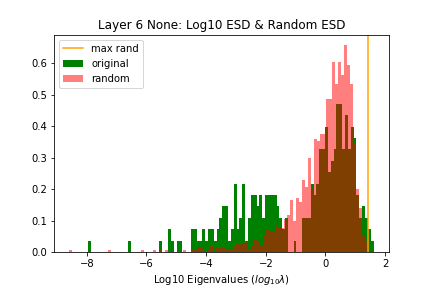 Layer 6 None: Log10 ESD & Random ESD
max rand
original
random
0.6
0.5
0.4
0.3
0.2
0.1
0.0
−8
−6
−4
−2
0
2
Log10 Eigenvalues (log₁₀λ)